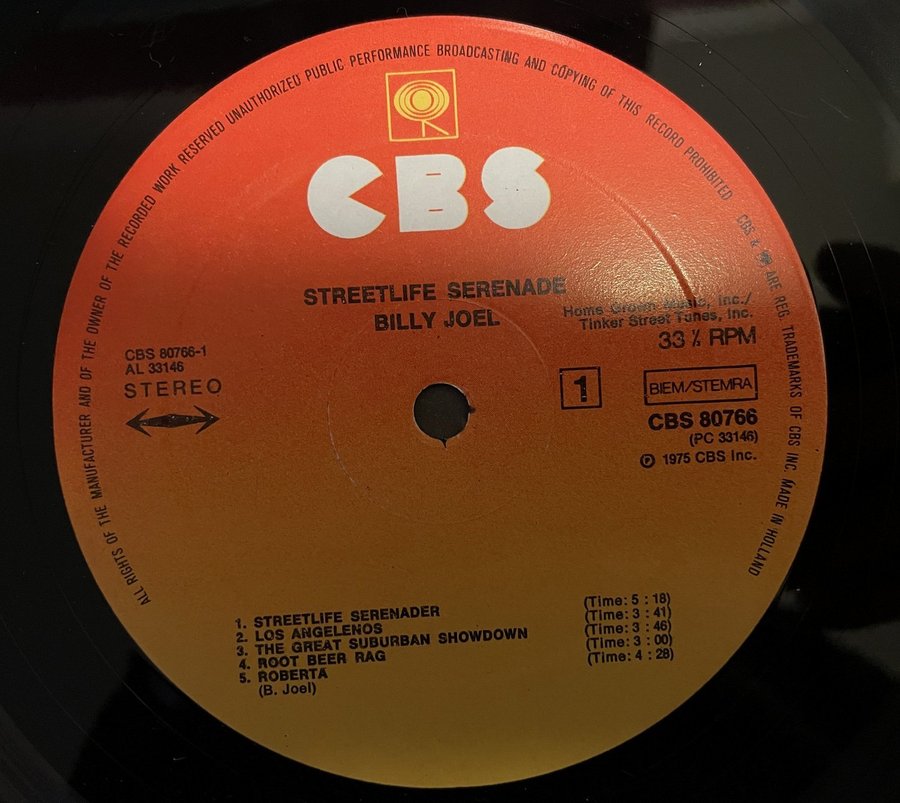 ALL RIGHTS OF THE MANUFACTURER AND OF THE OWNER OF THE RECORDED WORK RESERVED UNAUTHORIZED PUBLIC PERFORMANCE BROADCASTING AND COPYING OF THIS RECORD PROHIBITED CBS & ARE REG. TRADEMARKS OF CBS INC. MADE IN HOLLAND
CBS
STREETLIFE SERENADE
BILLY JOEL
Home Grown Music, Inc./
Tinker Street Tunes, Inc.
33⅓ RPM
CBS 80766-1
AL 33146
STEREO
1
BIEM/STEMRA
CBS 80766
(PC 33146)
℗ 1975 CBS Inc.
1. STREETLIFE SERENADER (Time: 5 : 18)
2. LOS ANGELENOS (Time: 3 : 41)
3. THE GREAT SUBURBAN SHOWDOWN (Time: 3 : 46)
4. ROOT BEER RAG (Time: 3 : 00)
5. ROBERTA (Time: 4 : 28)
(B. Joel)